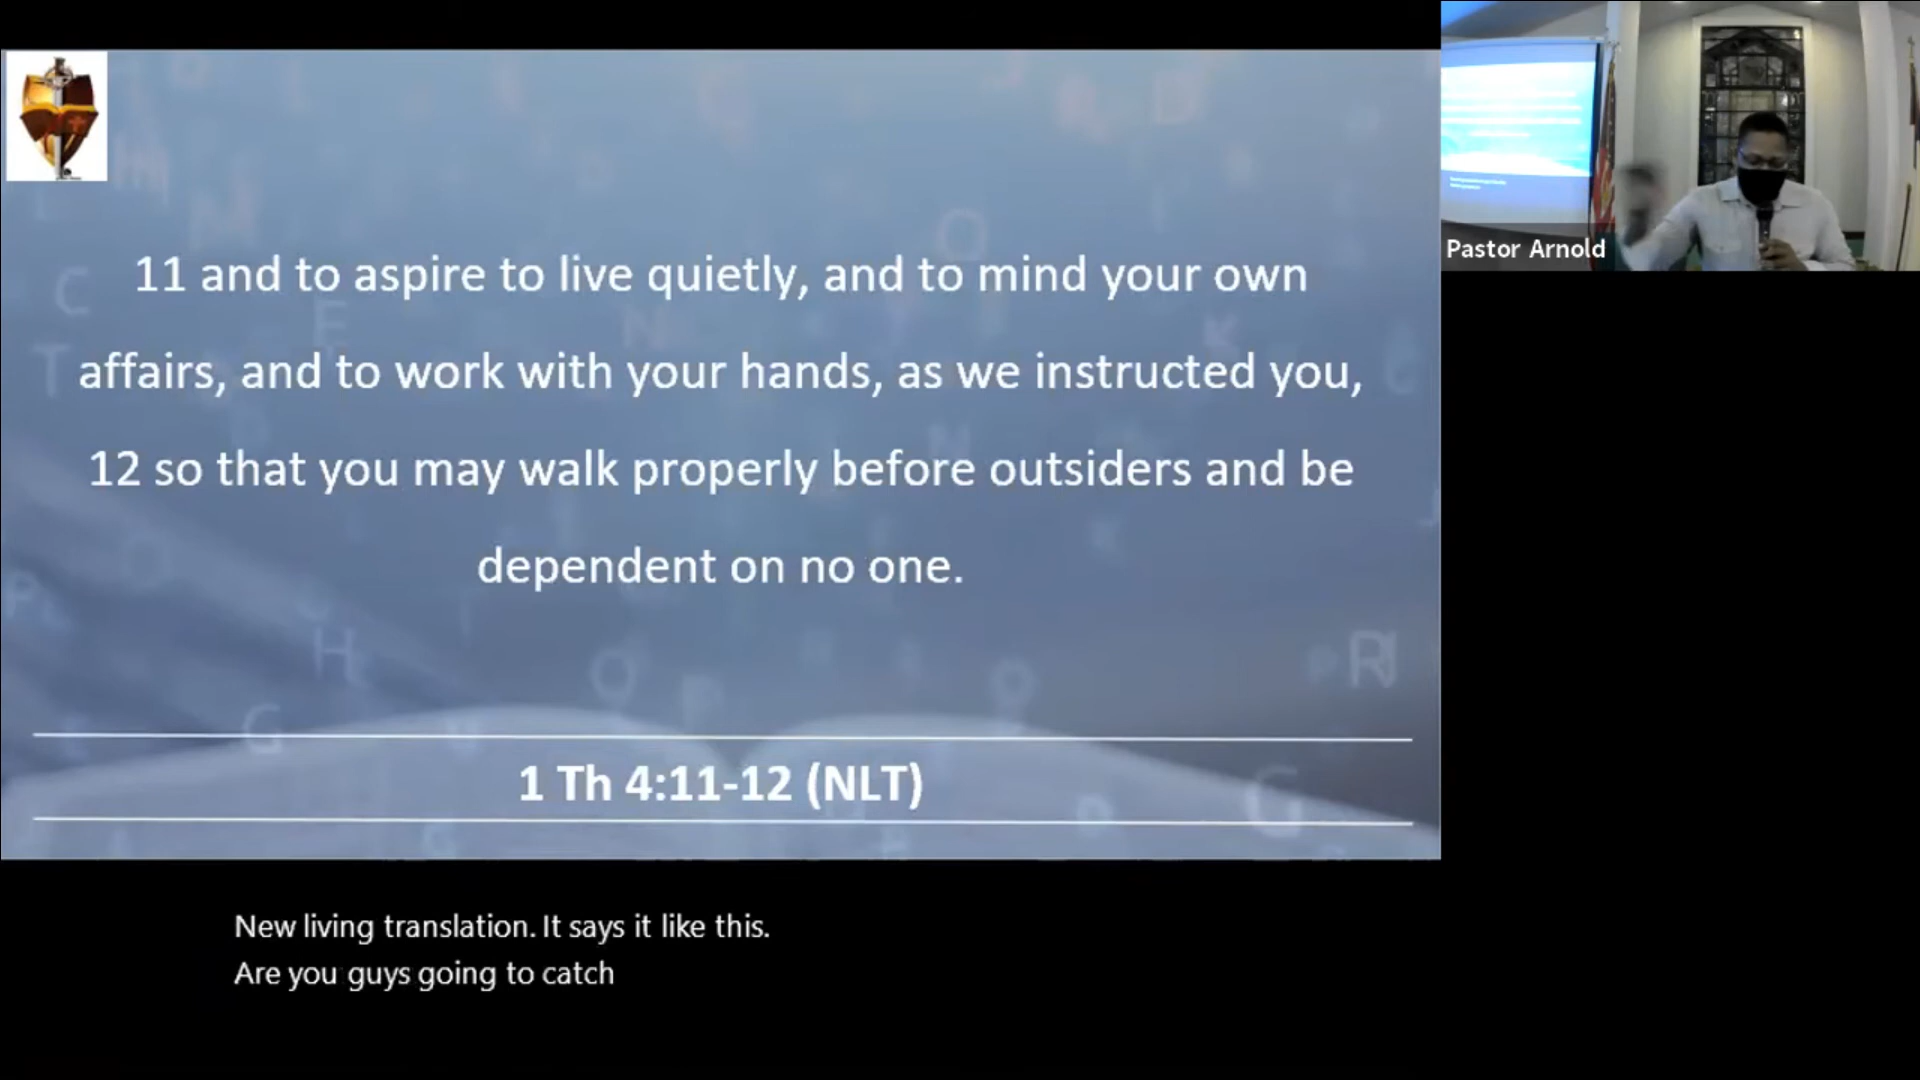 11 and to aspire to live quietly, and to mind your own
affairs, and to work with your hands, as we instructed you,
12 so that you may walk properly before outsiders and be
dependent on no one.
1 Th 4:11-12 (NLT)
Pastor Arnold
New living translation. It says it like this.
Are you guys going to catch